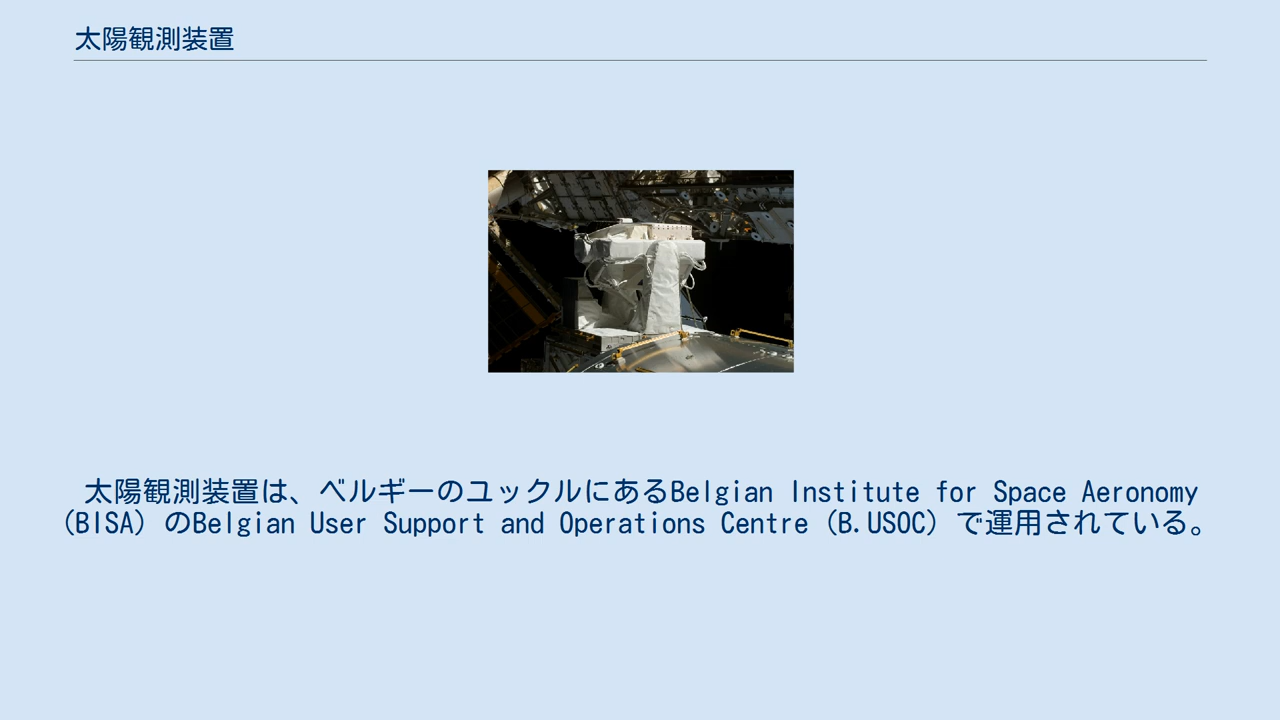 太陽観測装置
太陽観測装置は、ベルギーのユックルにあるBelgian Institute for Space Aeronomy
(BISA) のBelgian User Support and Operations Centre (B.USOC) で運用されている。